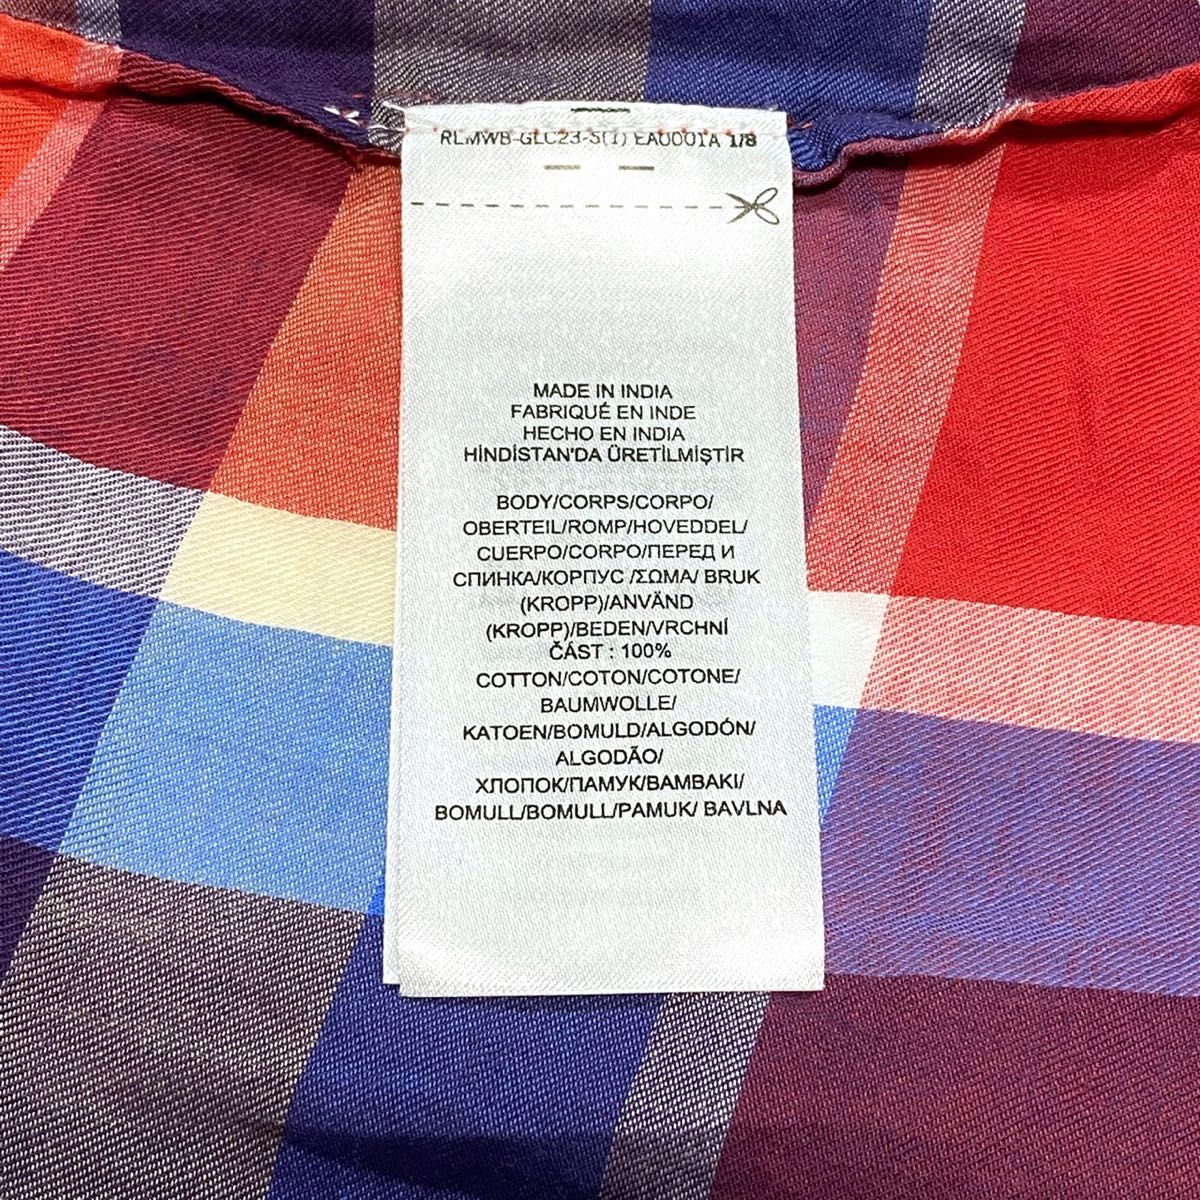 RLMWB-GLC23-S(1) EA0001A 1/8
MADE IN INDIA
FABRIQUÉ EN INDE
HECHO EN INDIA
HİNDİSTAN'DA ÜRETİLMİŞTİR
BODY/CORPS/CORPO/
OBERTEIL/ROMP/HOVEDDEL/
CUERPO/CORPO/ПЕРЕД И
СПИНКА/КОРПУС /ΣΩΜΑ/ BRUK
(KROPP)/ANVÄND
(KROPP)/BEDEN/VRCHNÍ
ČÁST : 100%
COTTON/COTON/COTONE/
BAUMWOLLE/
KATOEN/BOMULD/ALGODÓN/
ALGODÃO/
ХЛОПОК/ПАМУК/ΒΑΜΒΑΚΙ/
BOMULL/BOMULL/PAMUK/ BAVLNA